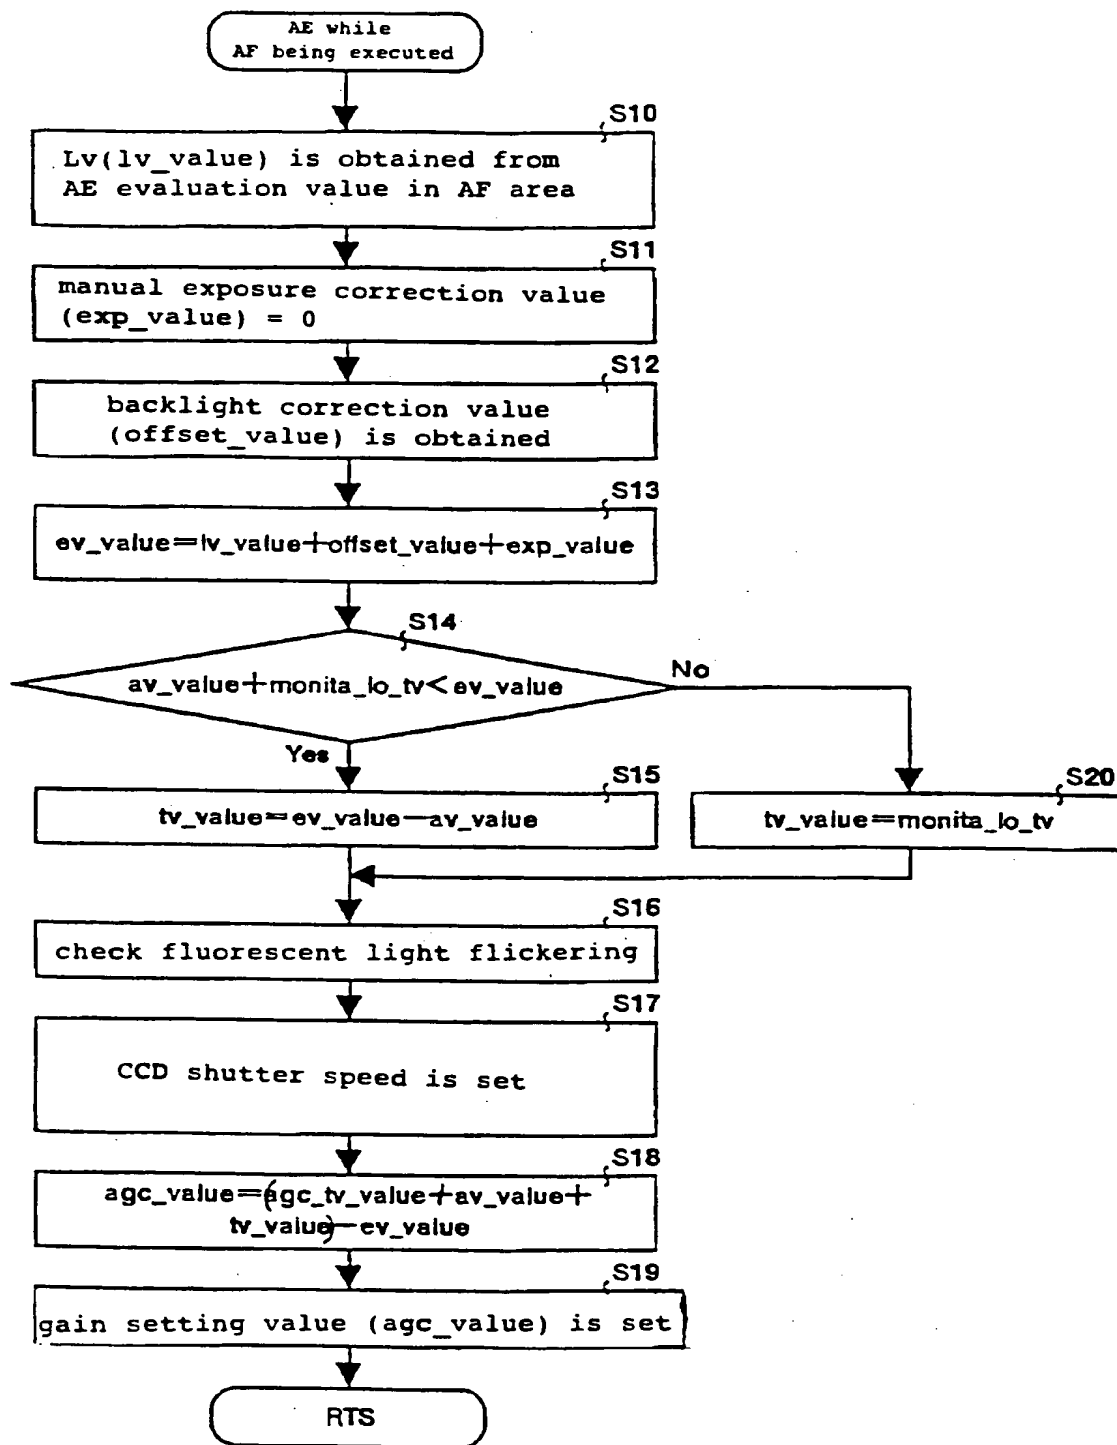 AE while
AF being executed
S10
Lv(lv_value) is obtained from
AE evaluation value in AF area
S11
manual exposure correction value
(exp_value) = 0
S12
backlight correction value
(offset_value) is obtained
S13
ev_value=lv_value+offset_value+exp_value
S14
av_value+monita_lo_tv<ev_value
No
Yes
S15
tv_value=ev_value-av_value
S20
tv_value=monita_lo_tv
S16
check fluorescent light flickering
S17
CCD shutter speed is set
S18
agc_value=(agc_tv_value+av_value+
tv_value)-ev_value
S19
gain setting value (agc_value) is set
RTS